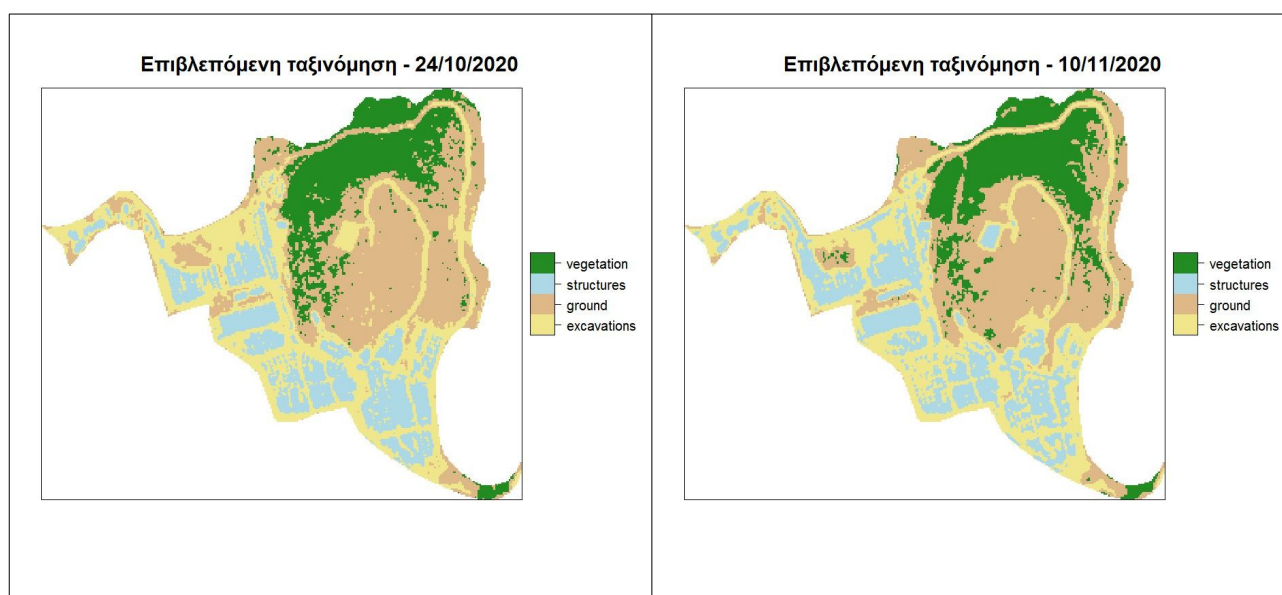 Επιβλεπόμενη ταξινόμηση - 24/10/2020
vegetation
structures
ground
excavations
Επιβλεπόμενη ταξινόμηση - 10/11/2020
vegetation
structures
ground
excavations